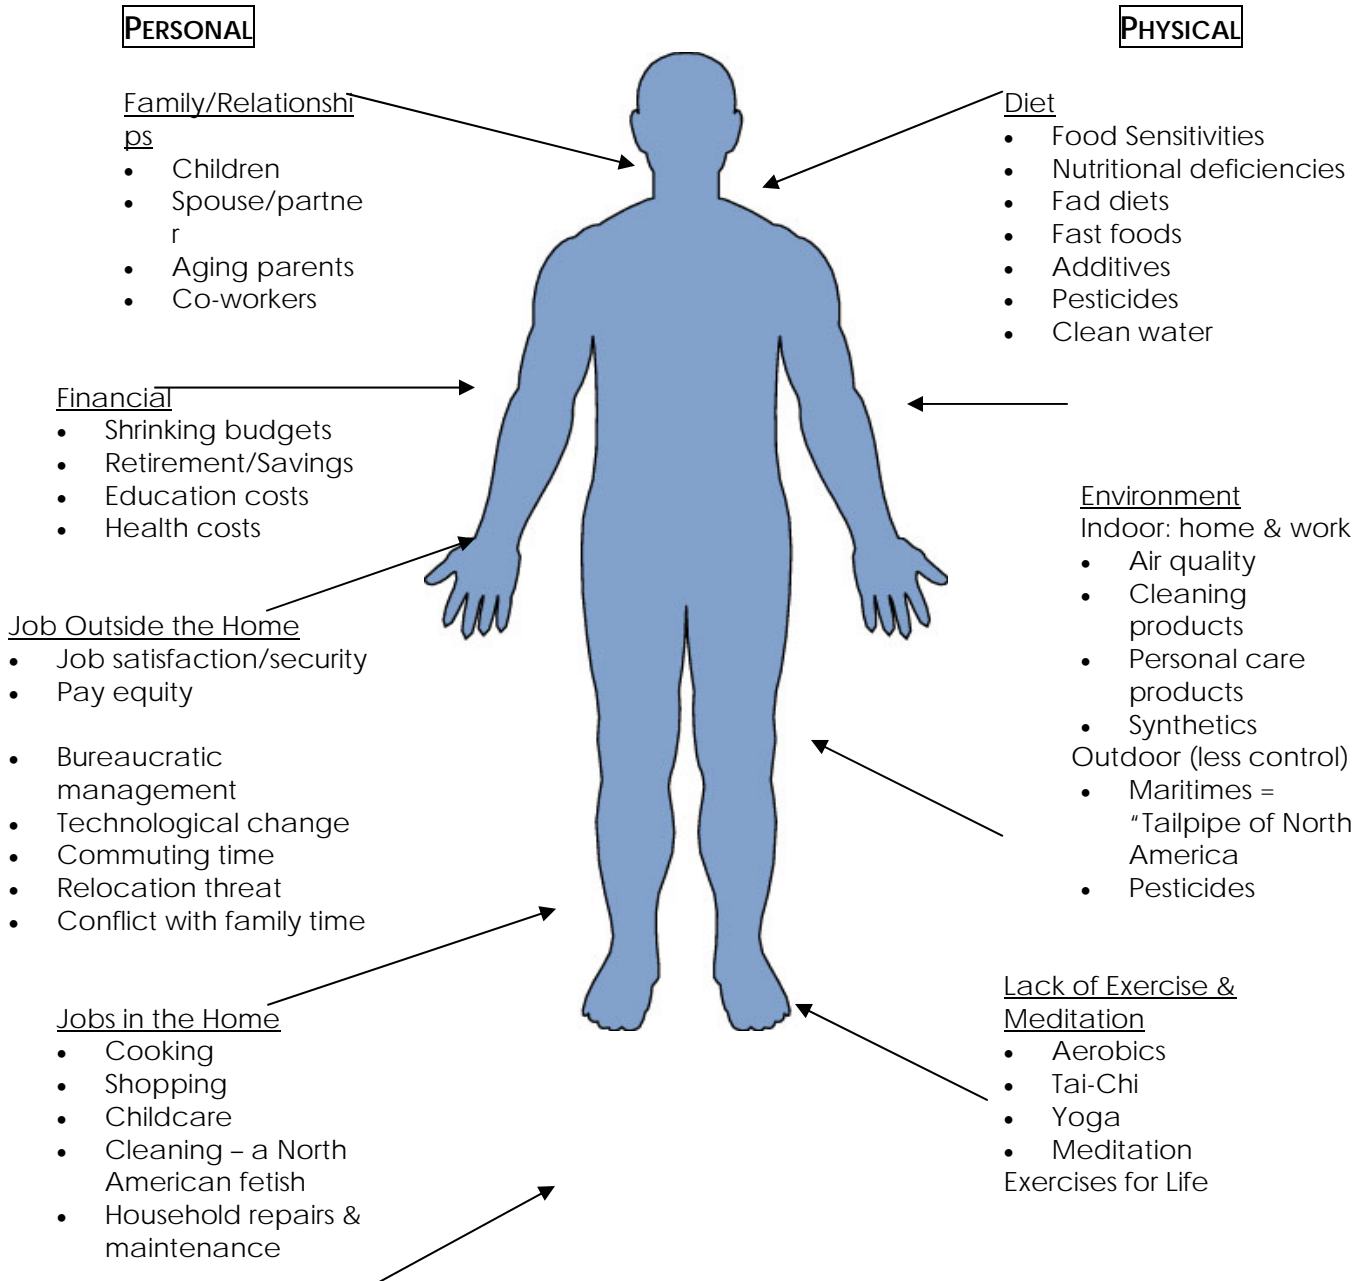 PERSONAL
Family/Relationshi
ps
• Children
• Spouse/partne
r
• Aging parents
• Co-workers
Financial
• Shrinking budgets
• Retirement/Savings
• Education costs
• Health costs
Job Outside the Home
• Job satisfaction/security
• Pay equity
• Bureaucratic
management
• Technological change
• Commuting time
• Relocation threat
• Conflict with family time
Jobs in the Home
• Cooking
• Shopping
• Childcare
• Cleaning – a North
American fetish
• Household repairs &
maintenance
PHYSICAL
Diet
• Food Sensitivities
• Nutritional deficiencies
• Fad diets
• Fast foods
• Additives
• Pesticides
• Clean water
Environment
Indoor: home & work
• Air quality
• Cleaning
products
• Personal care
products
• Synthetics
Outdoor (less control)
• Maritimes =
“Tailpipe of North
America
• Pesticides
Lack of Exercise &
Meditation
• Aerobics
• Tai-Chi
• Yoga
• Meditation
Exercises for Life